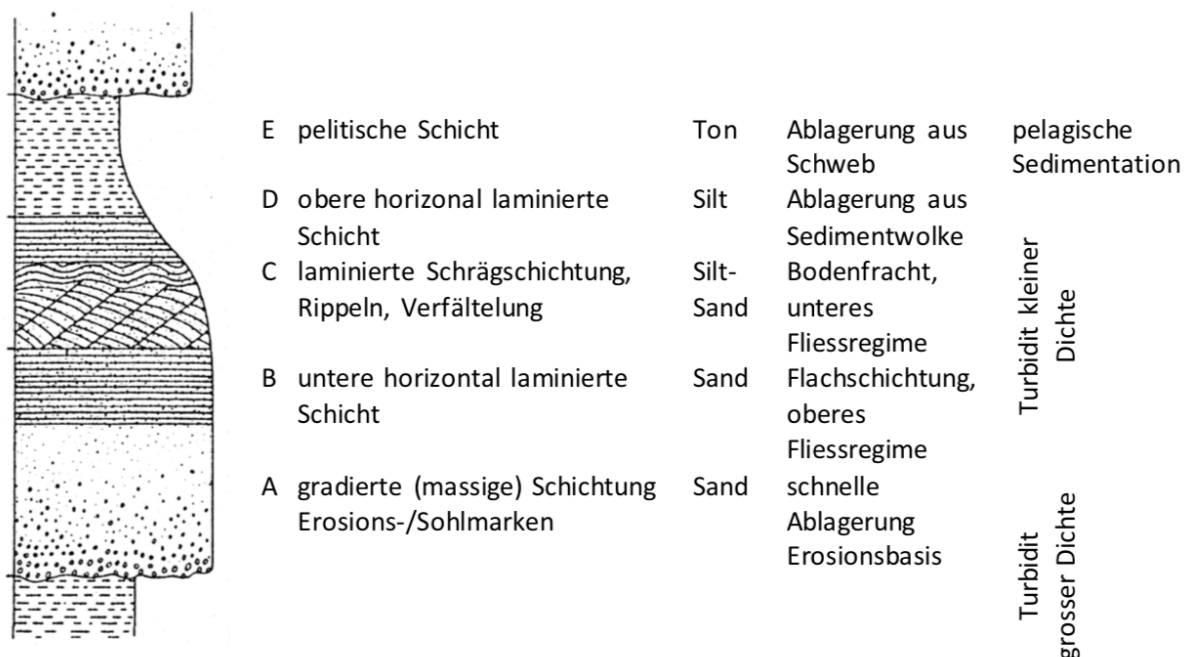 E pelitische Schicht Ton Ablagerung aus pelagische
Schweb Sedimentation
D obere horizonal laminierte Silt Ablagerung aus
Schicht Sedimentwolke
C laminierte Schrägschichtung, Silt- Bodenfracht,
Rippeln, Verfältelung Sand unteres
Fliessregime
B untere horizontal laminierte Sand Flachschichtung,
Schicht oberes
Fliessregime
Turbidit kleiner
Dichte
A gradierte (massige) Schichtung Sand schnelle
Erosions-/Sohlmarken Ablagerung
Erosionsbasis
Turbidit
grosser Dichte